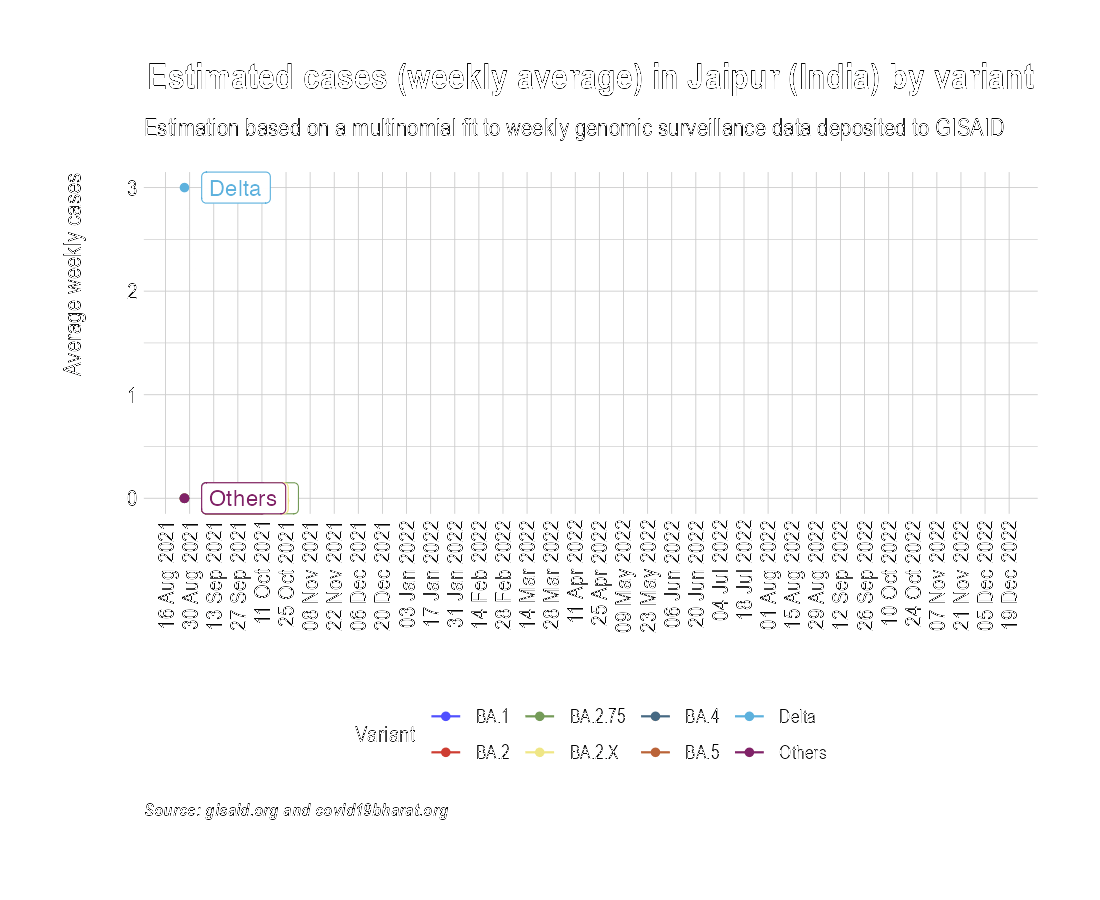 Estimated cases (weekly average) in Jaipur (India) by variant
Estimation based on a multinomial fit to weekly genomic surveillance data deposited to GISAID
Average weekly cases
3
2
1
0
Delta
Others
16 Aug 2021
30 Aug 2021
13 Sep 2021
27 Sep 2021
11 Oct 2021
25 Oct 2021
08 Nov 2021
22 Nov 2021
06 Dec 2021
20 Dec 2021
03 Jan 2022
17 Jan 2022
31 Jan 2022
14 Feb 2022
28 Feb 2022
14 Mar 2022
28 Mar 2022
11 Apr 2022
25 Apr 2022
09 May 2022
23 May 2022
06 Jun 2022
20 Jun 2022
04 Jul 2022
18 Jul 2022
01 Aug 2022
15 Aug 2022
29 Aug 2022
12 Sep 2022
26 Sep 2022
10 Oct 2022
24 Oct 2022
07 Nov 2022
21 Nov 2022
05 Dec 2022
19 Dec 2022
Variant
BA.1 BA.2.75 BA.4 Delta
BA.2 BA.2.X BA.5 Others
Source: gisaid.org and covid19bharat.org